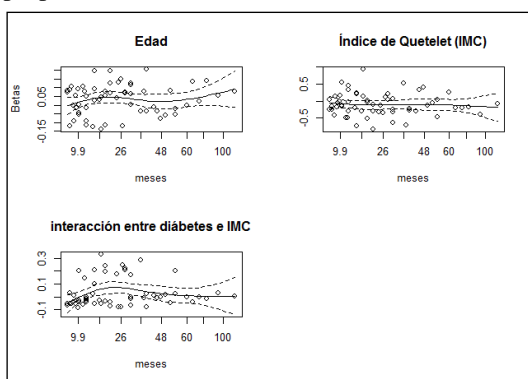 Edad
Betas
-0.15 0.05
9.9 26 48 60 100
meses
Índice de Quetelet (IMC)
-0.5 0.5
9.9 26 48 60 100
meses
interacción entre diábetes e IMC
-0.1 0.1 0.3
9.9 26 48 60 100
meses